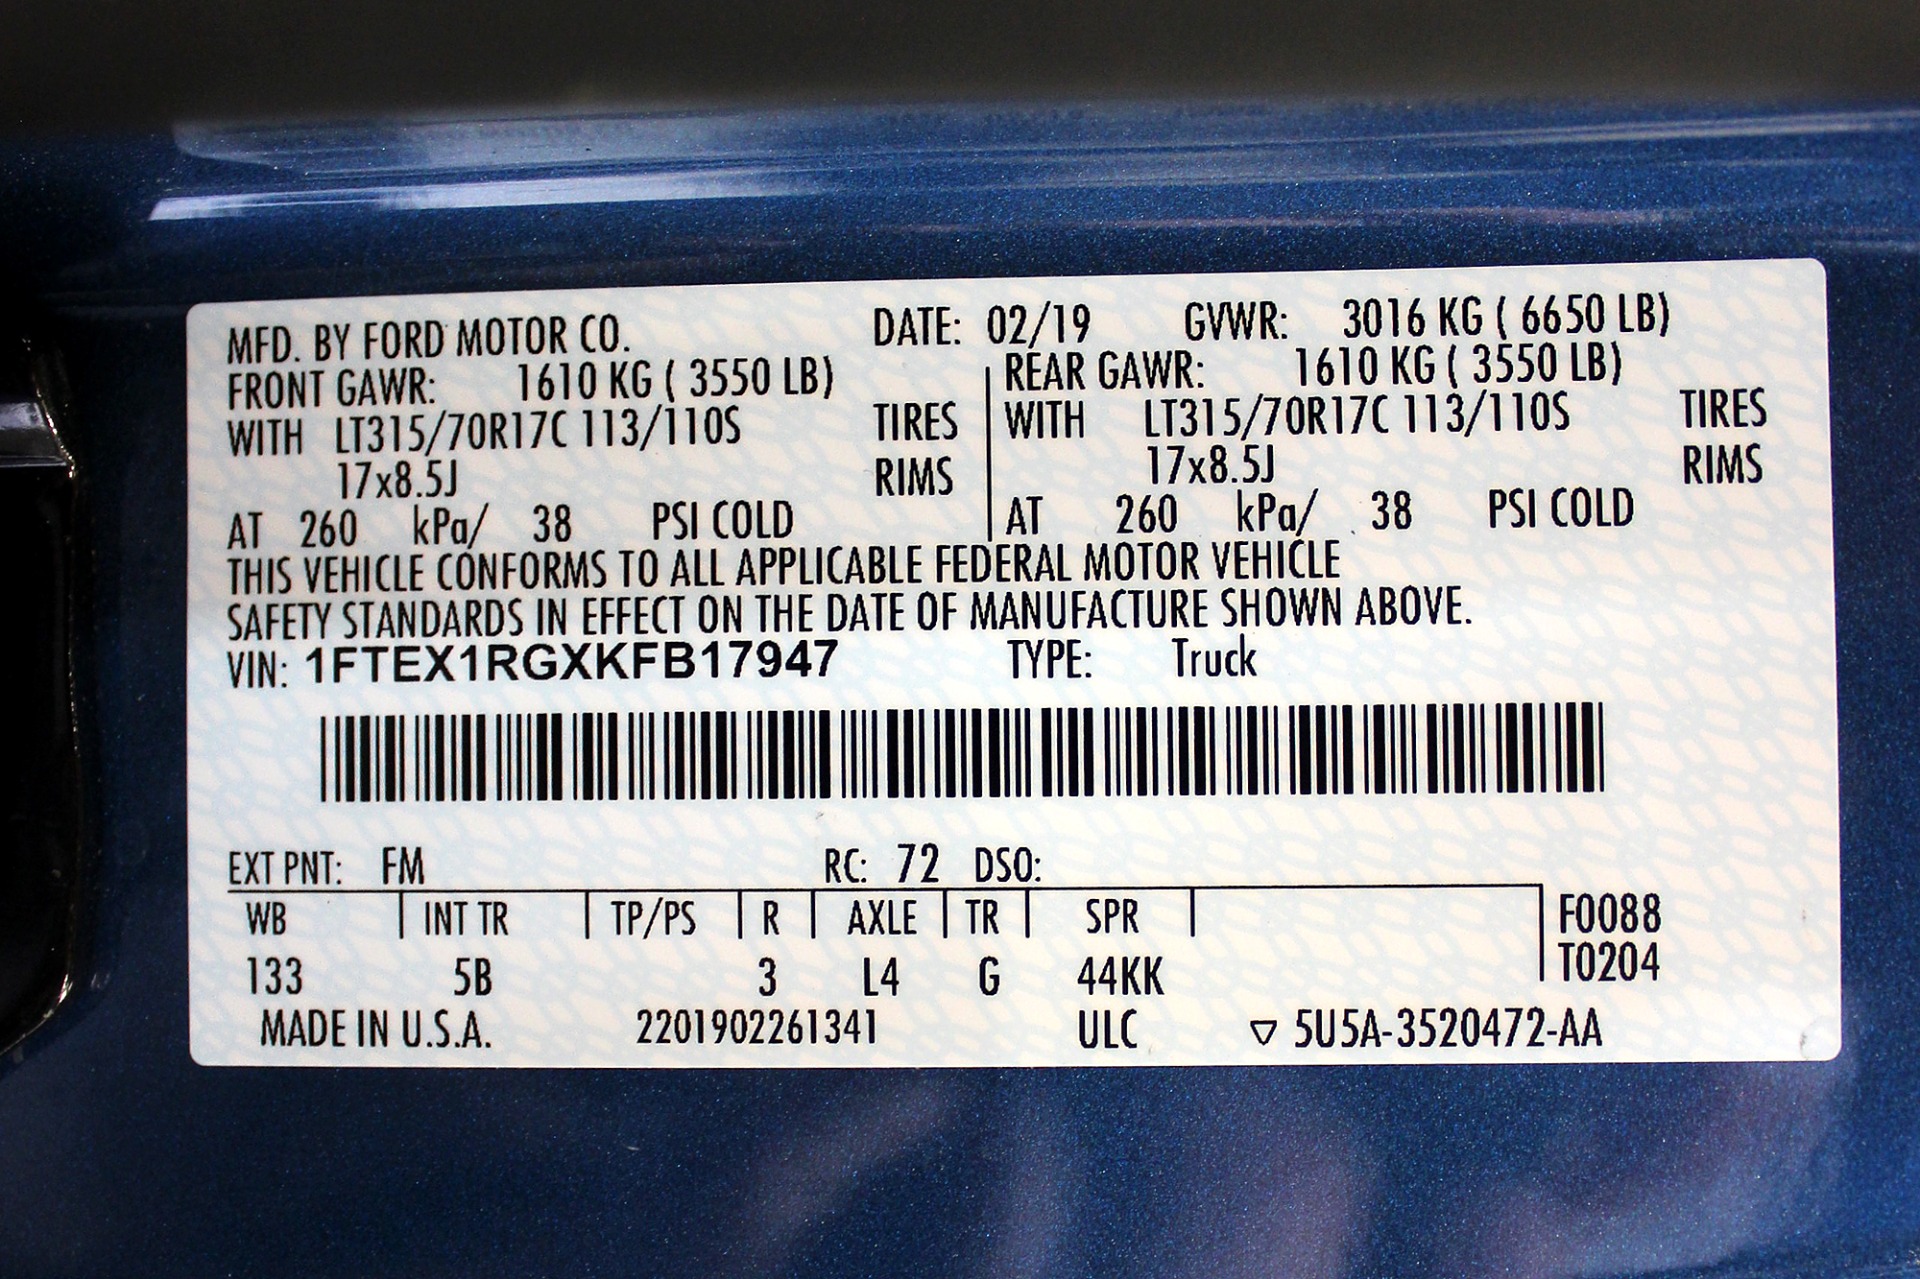 MFD. BY FORD MOTOR CO. DATE: 02/19 GVWR: 3016 KG ( 6650 LB)
FRONT GAWR: 1610 KG ( 3550 LB) REAR GAWR: 1610 KG ( 3550 LB)
WITH LT315/70R17C 113/110S TIRES WITH LT315/70R17C 113/110S TIRES
17x8.5J RIMS 17x8.5J RIMS
AT 260 kPa/ 38 PSI COLD AT 260 kPa/ 38 PSI COLD
THIS VEHICLE CONFORMS TO ALL APPLICABLE FEDERAL MOTOR VEHICLE
SAFETY STANDARDS IN EFFECT ON THE DATE OF MANUFACTURE SHOWN ABOVE.
VIN: 1FTEX1RGXKFB17947 TYPE: Truck
EXT PNT: FM RC: 72 DSO:
WB INT TR TP/PS R AXLE TR SPR F0088
133 5B 3 L4 G 44KK T0204
MADE IN U.S.A. 2201902261341 ULC ▽ 5U5A-3520472-AA